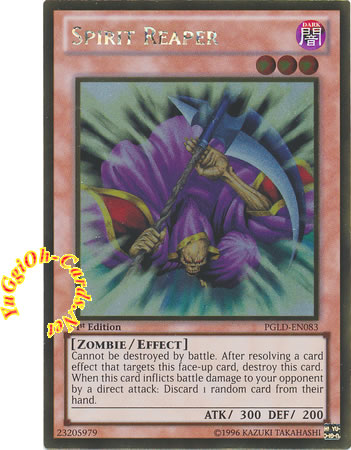 SPIRIT REAPER
DARK
闇
YuGgiOh-Cards.Net
1st Edition
PGLD-EN083
[ZOMBIE/EFFECT]
Cannot be destroyed by battle. After resolving a card
effect that targets this face-up card, destroy this card.
When this card inflicts battle damage to your opponent
by a direct attack: Discard 1 random card from their
hand.
ATK/ 300 DEF/ 200
23205979
©1996 KAZUKI TAKAHASHI